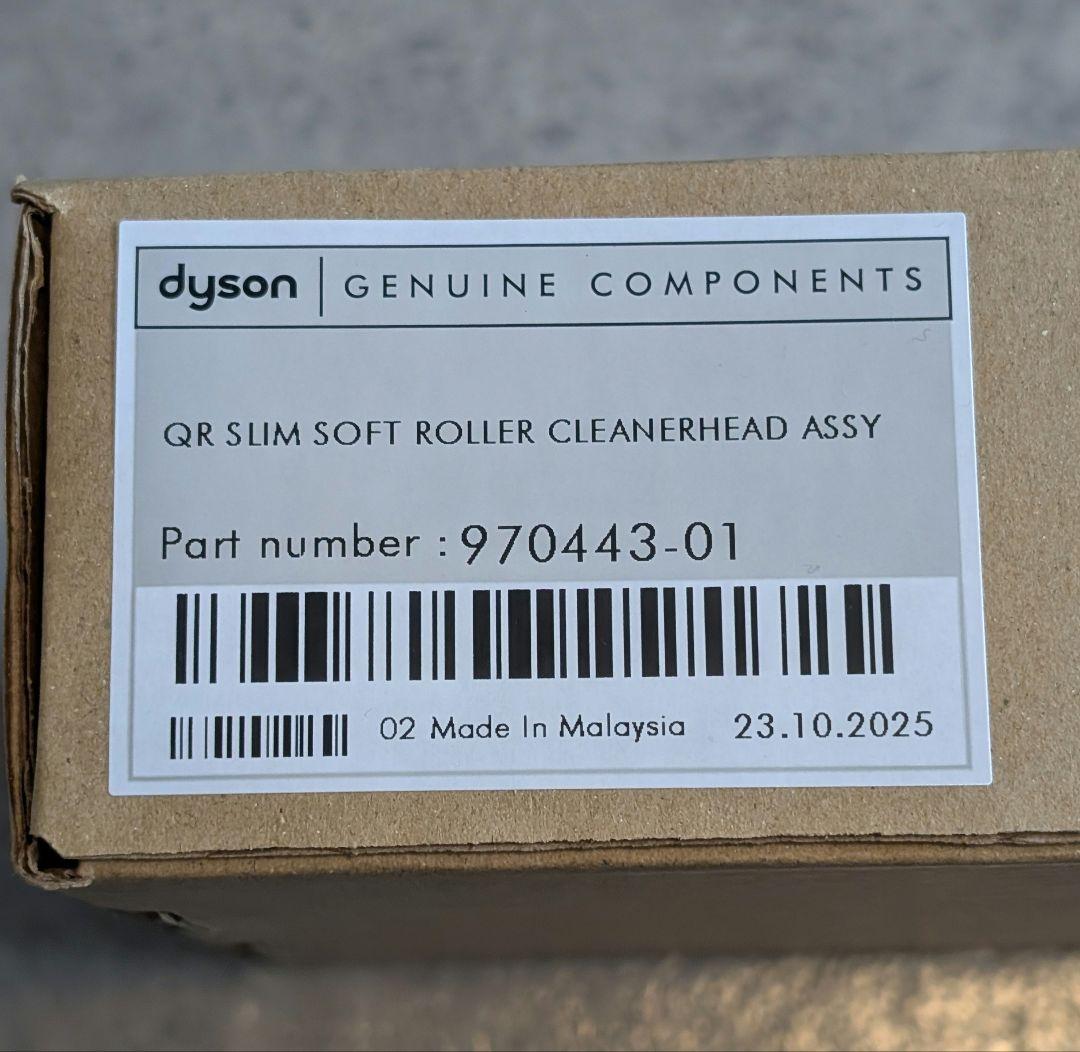 dyson | GENUINE COMPONENTS
QR SLIM SOFT ROLLER CLEANERHEAD ASSY
Part number : 970443-01
02 Made In Malaysia 23.10.2025